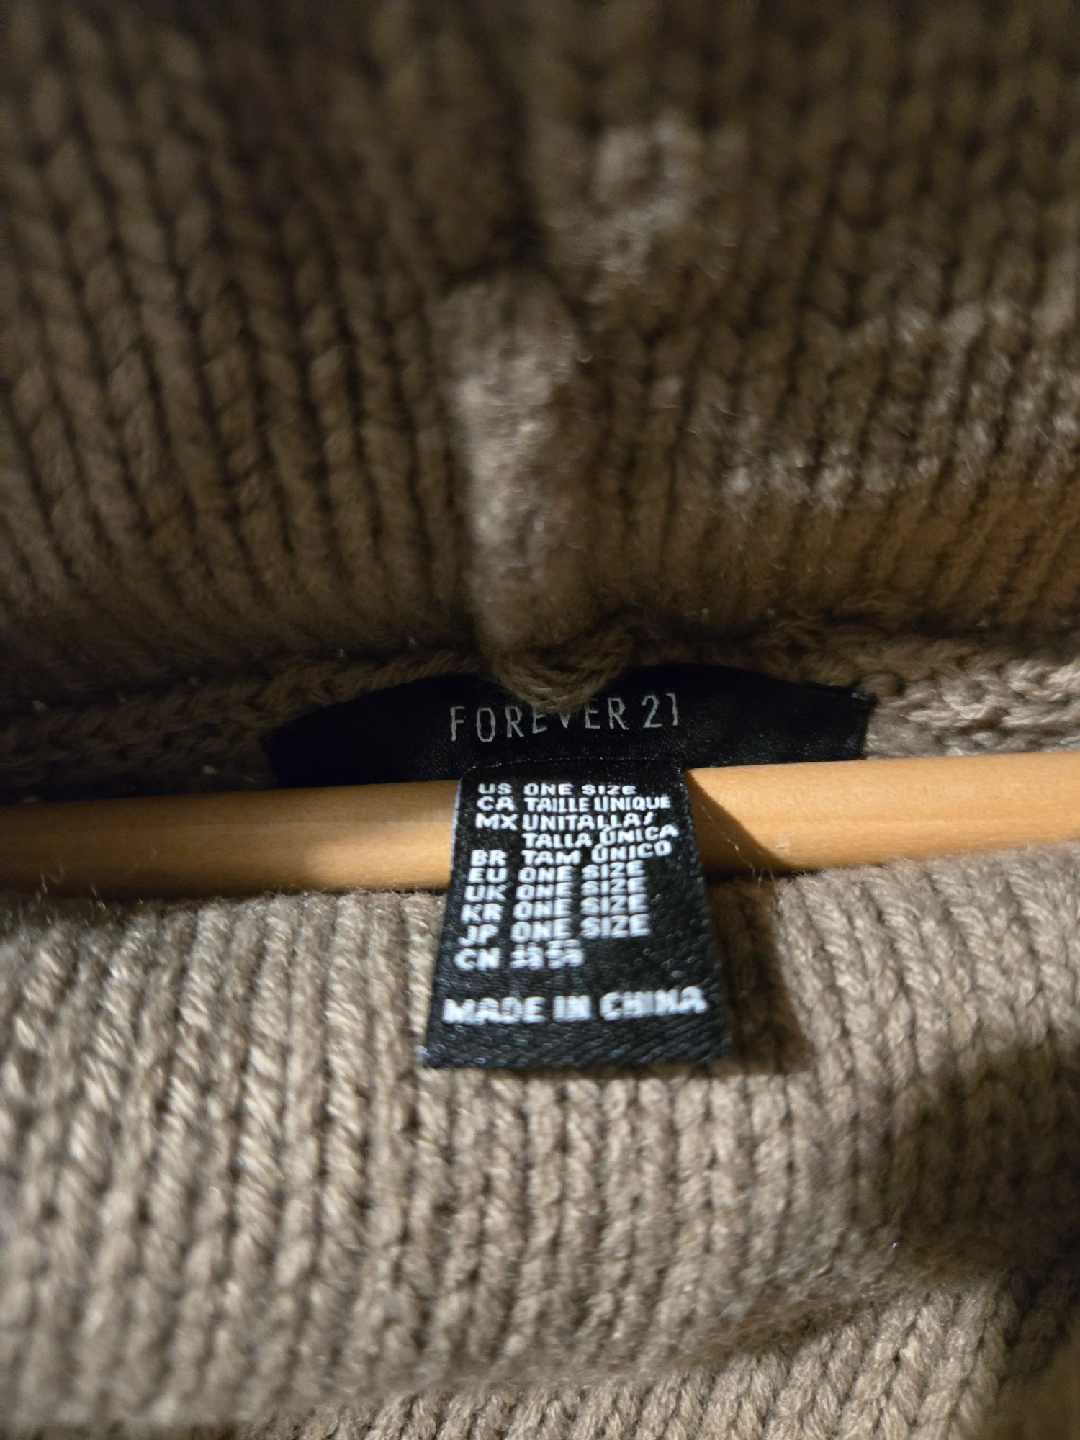 FOREVER 21
US ONE SIZE
CA TAILLE UNIQUE
MX UNITALLA/
TALLA ÚNICA
BR TAM ÚNICO
EU ONE SIZE
UK ONE SIZE
KR ONE SIZE
JP ONE SIZE
CN
MADE IN CHINA